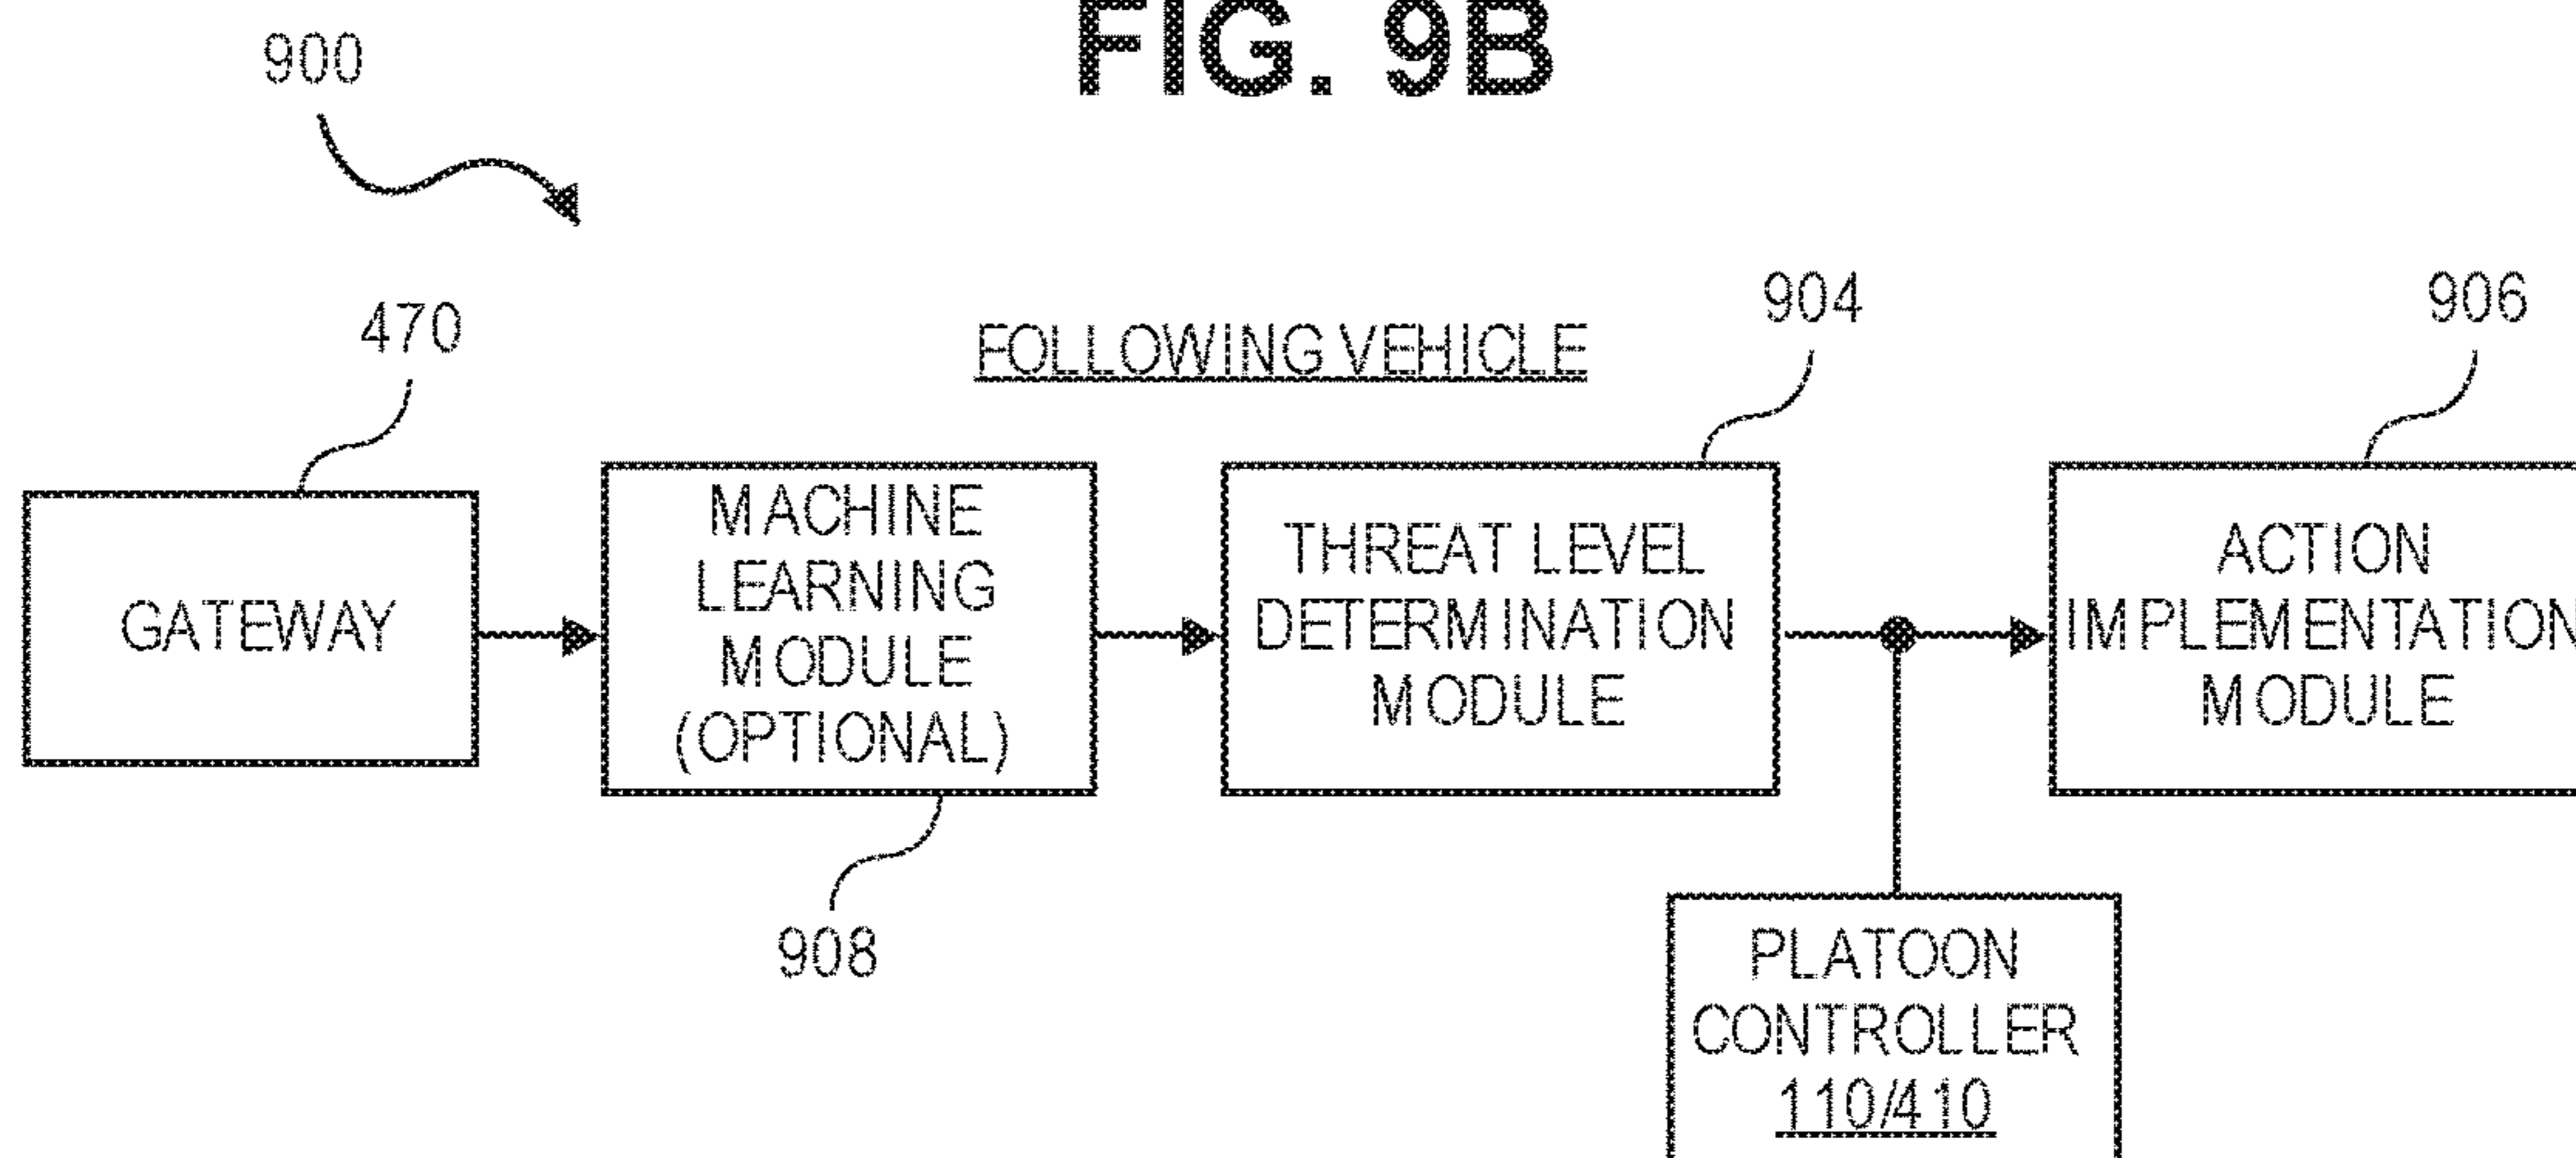 FIG. 9B
900
470
FOLLOWING VEHICLE
904
906
GATEWAY
MACHINE
LEARNING
MODULE
(OPTIONAL)
THREAT LEVEL
DETERMINATION
MODULE
ACTION
IMPLEMENTATION
MODULE
908
PLATOON
CONTROLLER
110/410